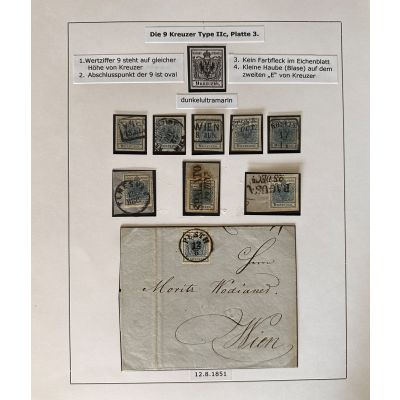 Die 9 Kreuzer Type IIc, Platte 3.
1.Wertziffer 9 steht auf gleicher
Höhe von Kreuzer
2. Abschlusspunkt der 9 ist oval
3. Kein Farbfleck im Eichenblatt
4. Kleine Haube (Blase) auf dem
zweiten „E" von Kreuzer
dunkelultramarin
WIEN
Herrn
Moritz Wodianer
Wien
12.8.1851